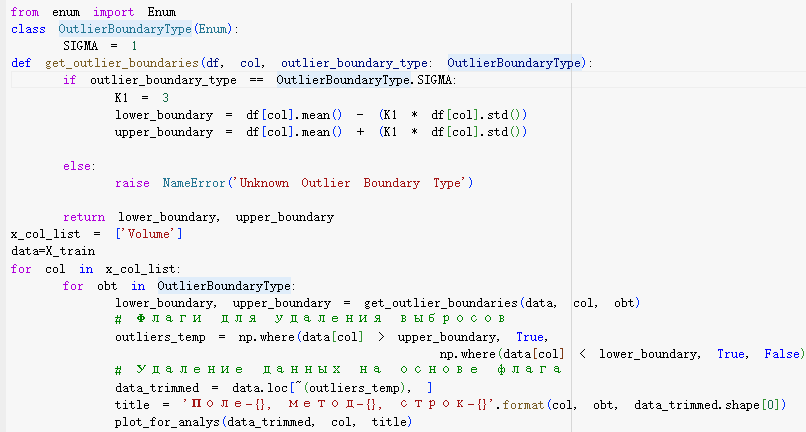 from enum import Enum
class OutlierBoundaryType(Enum):
SIGMA = 1
def get_outlier_boundaries(df, col, outlier_boundary_type: OutlierBoundaryType):
if outlier_boundary_type == OutlierBoundaryType.SIGMA:
K1 = 3
lower_boundary = df[col].mean() - (K1 * df[col].std())
upper_boundary = df[col].mean() + (K1 * df[col].std())
else:
raise NameError('Unknown Outlier Boundary Type')
return lower_boundary, upper_boundary
x_col_list = ['Volume']
data=X_train
for col in x_col_list:
for obt in OutlierBoundaryType:
lower_boundary, upper_boundary = get_outlier_boundaries(data, col, obt)
# Флаги для удаления выбросов
outliers_temp = np.where(data[col] > upper_boundary, True,
np.where(data[col] < lower_boundary, True, False)
# Удаление данных на основе флага
data_trimmed = data.loc[~(outliers_temp), ]
title = 'Поле-{}, метод-{}, строк-{}'.format(col, obt, data_trimmed.shape[0])
plot_for_analys(data_trimmed, col, title)